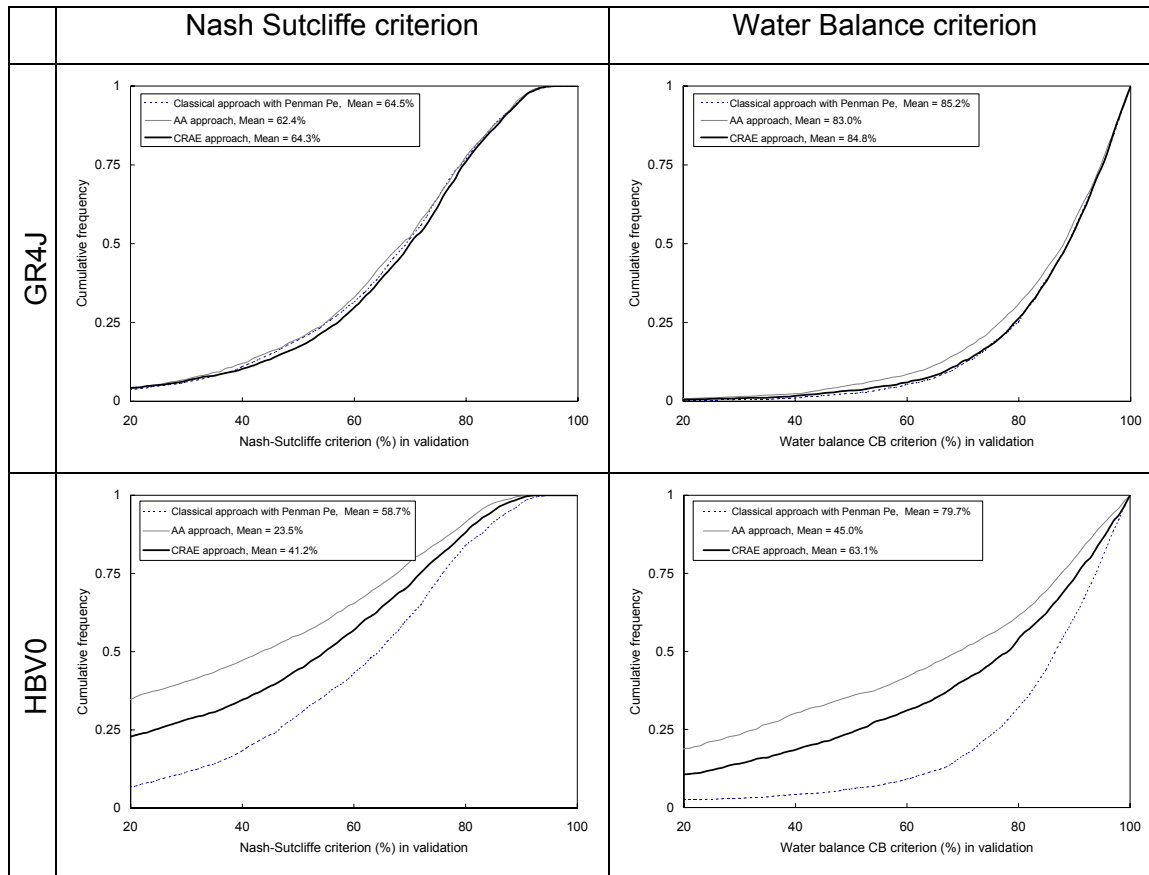 Nash Sutcliffe criterion
Water Balance criterion
GR4J
Cumulative frequency
1
0.75
0.5
0.25
0
Classical approach with Penman Pe, Mean = 64.5%
AA approach, Mean = 62.4%
CRAE approach, Mean = 64.3%
20 40 60 80 100
Nash-Sutcliffe criterion (%) in validation
Cumulative frequency
1
0.75
0.5
0.25
0
Classical approach with Penman Pe, Mean = 85.2%
AA approach, Mean = 83.0%
CRAE approach, Mean = 84.8%
20 40 60 80 100
Water balance CB criterion (%) in validation
HBV0
Cumulative frequency
1
0.75
0.5
0.25
0
Classical approach with Penman Pe, Mean = 58.7%
AA approach, Mean = 23.5%
CRAE approach, Mean = 41.2%
20 40 60 80 100
Nash-Sutcliffe criterion (%) in validation
Cumulative frequency
1
0.75
0.5
0.25
0
Classical approach with Penman Pe, Mean = 79.7%
AA approach, Mean = 45.0%
CRAE approach, Mean = 63.1%
20 40 60 80 100
Water balance CB criterion (%) in validation